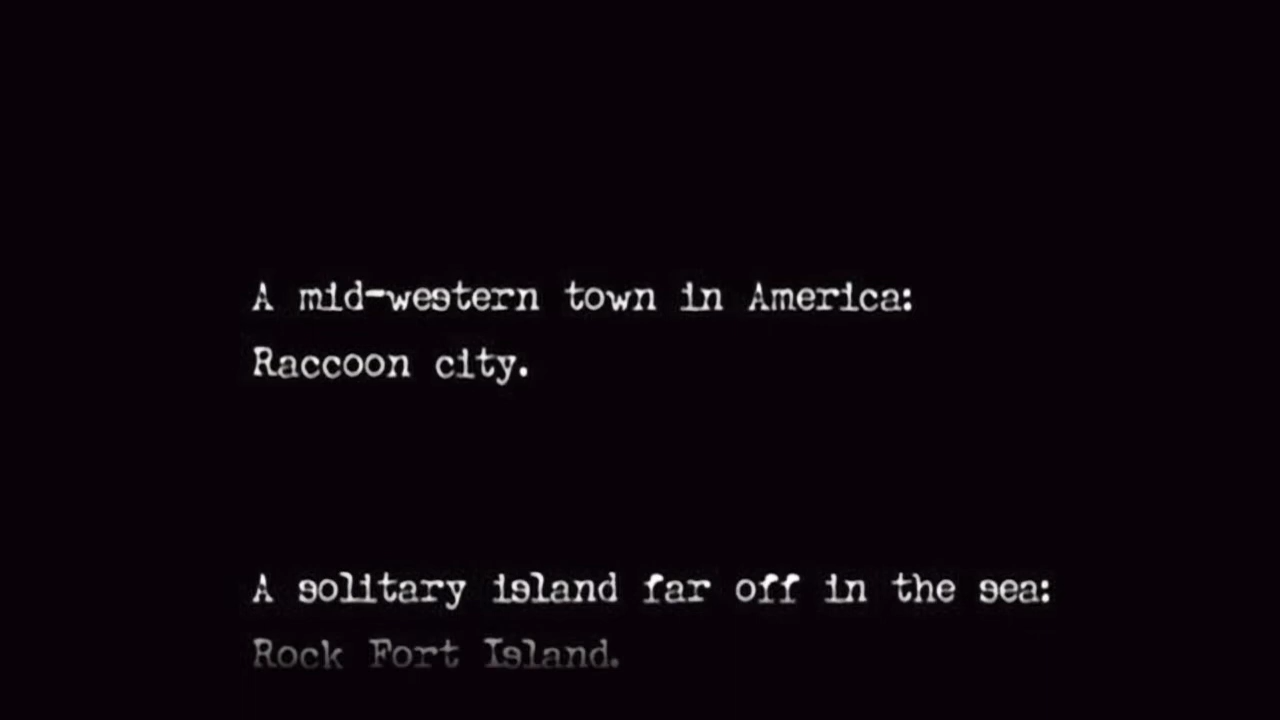 A mid-western town in America:
Raccoon city.
A solitary island far off in the sea:
Rock Fort Island.